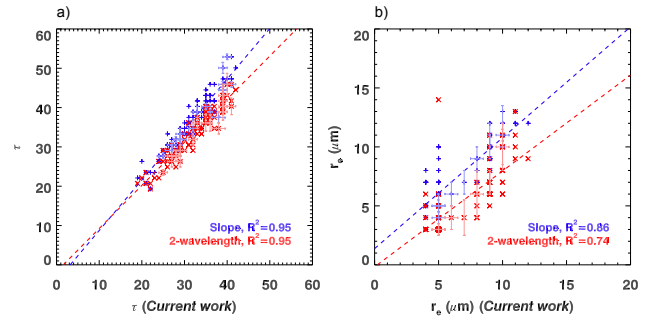 a)
b)
60
50
40
30
20
10
0
τ
Slope, R²=0.95
2-wavelength, R²=0.95
0 10 20 30 40 50 60
τ (Current work)
20
15
10
5
0
rₑ (μm)
Slope, R²=0.86
2-wavelength, R²=0.74
0 5 10 15 20
rₑ (μm) (Current work)